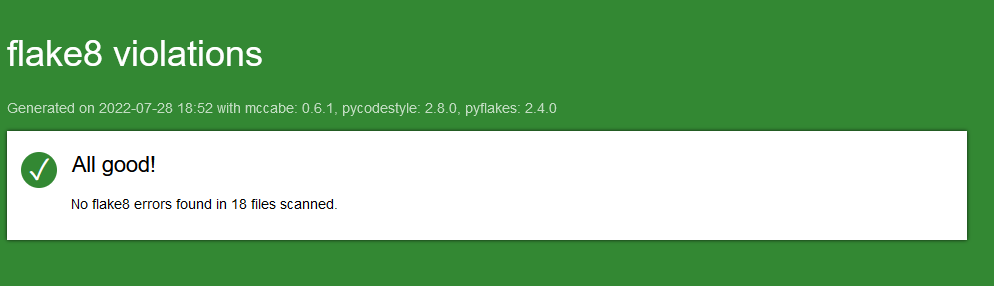 flake8 violations
Generated on 2022-07-28 18:52 with mccabe: 0.6.1, pycodestyle: 2.8.0, pyflakes: 2.4.0
All good!
No flake8 errors found in 18 files scanned.